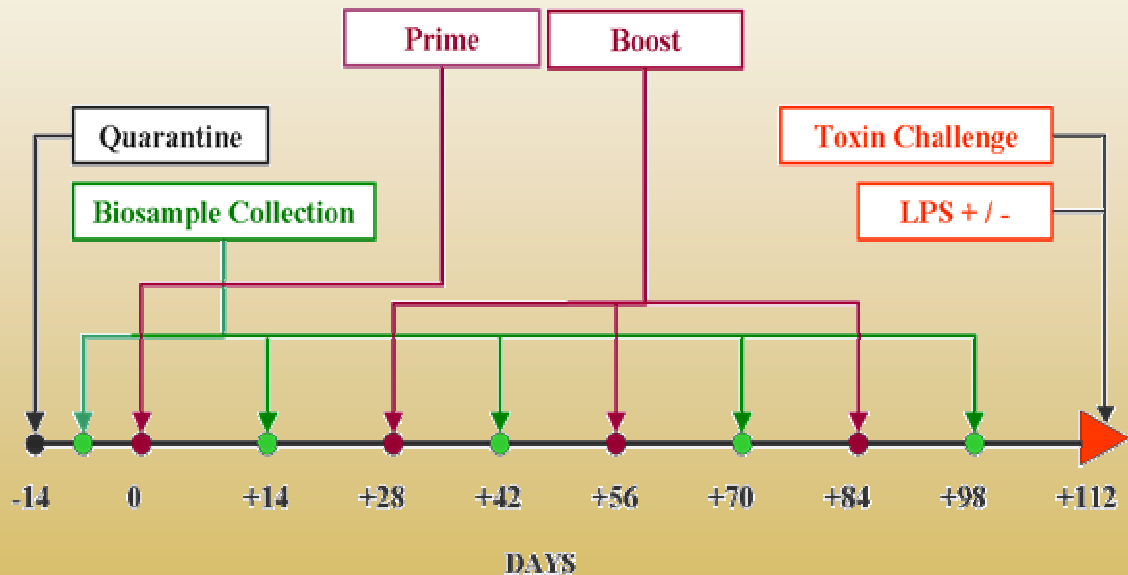 Prime
Boost
Quarantine
Toxin Challenge
Biosample Collection
LPS + / -
-14
0
+14
+28
+42
+56
+70
+84
+98
+112
DAYS